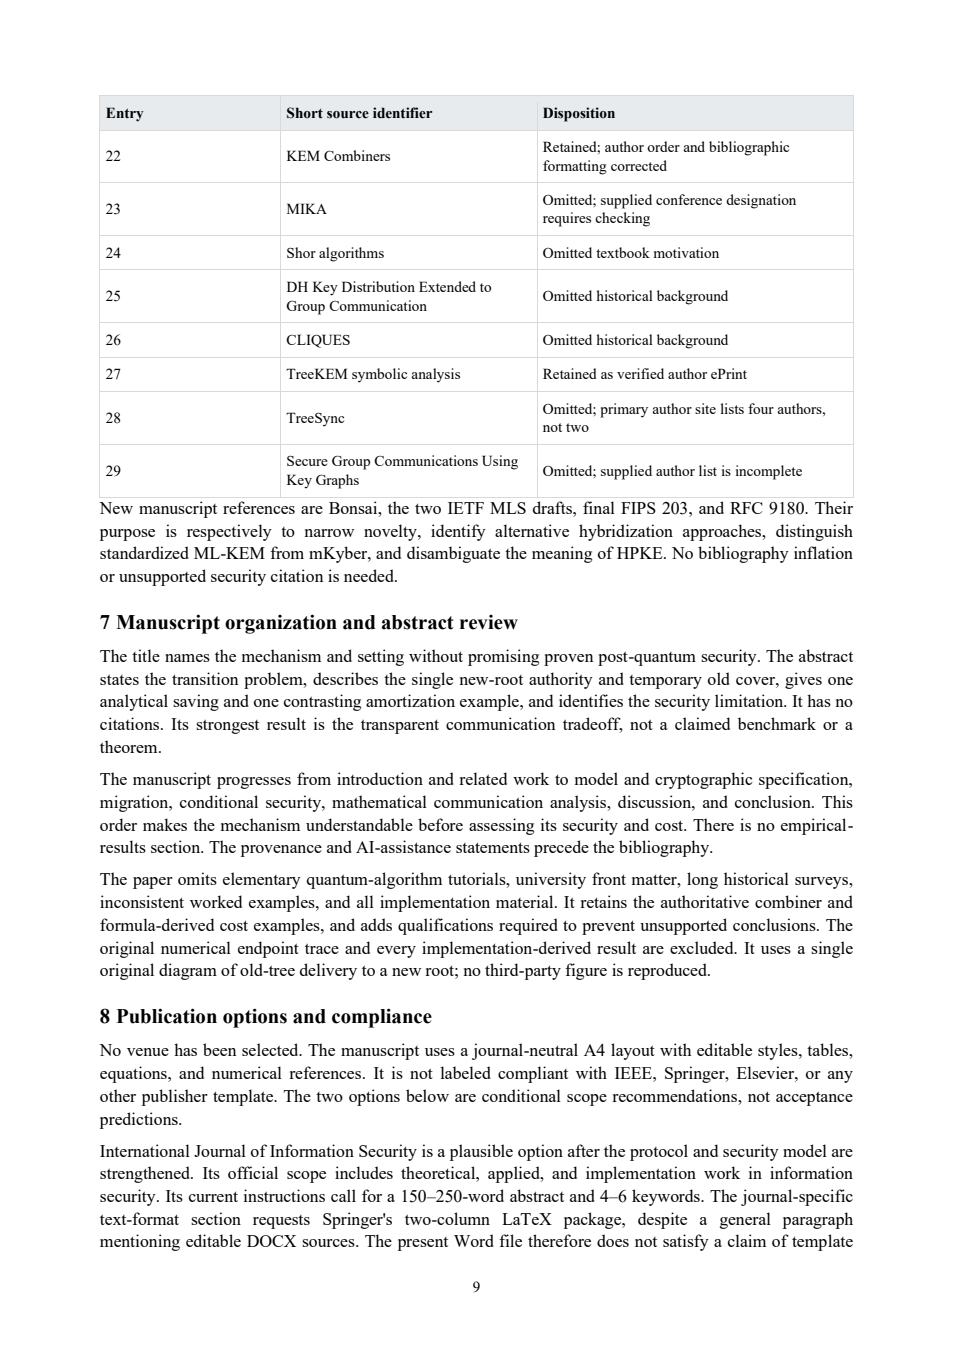 Entry Short source identifier Disposition
22 KEM Combiners Retained; author order and bibliographic
formatting corrected
23 MIKA Omitted; supplied conference designation
requires checking
24 Shor algorithms Omitted textbook motivation
25 DH Key Distribution Extended to
Group Communication Omitted historical background
26 CLIQUES Omitted historical background
27 TreeKEM symbolic analysis Retained as verified author ePrint
28 TreeSync Omitted; primary author site lists four authors,
not two
29 Secure Group Communications Using
Key Graphs Omitted; supplied author list is incomplete
New manuscript references are Bonsai, the two IETF MLS drafts, final FIPS 203, and RFC 9180. Their
purpose is respectively to narrow novelty, identify alternative hybridization approaches, distinguish
standardized ML-KEM from mKyber, and disambiguate the meaning of HPKE. No bibliography inflation
or unsupported security citation is needed.
7 Manuscript organization and abstract review
The title names the mechanism and setting without promising proven post-quantum security. The abstract
states the transition problem, describes the single new-root authority and temporary old cover, gives one
analytical saving and one contrasting amortization example, and identifies the security limitation. It has no
citations. Its strongest result is the transparent communication tradeoff, not a claimed benchmark or a
theorem.
The manuscript progresses from introduction and related work to model and cryptographic specification,
migration, conditional security, mathematical communication analysis, discussion, and conclusion. This
order makes the mechanism understandable before assessing its security and cost. There is no empirical-
results section. The provenance and AI-assistance statements precede the bibliography.
The paper omits elementary quantum-algorithm tutorials, university front matter, long historical surveys,
inconsistent worked examples, and all implementation material. It retains the authoritative combiner and
formula-derived cost examples, and adds qualifications required to prevent unsupported conclusions. The
original numerical endpoint trace and every implementation-derived result are excluded. It uses a single
original diagram of old-tree delivery to a new root; no third-party figure is reproduced.
8 Publication options and compliance
No venue has been selected. The manuscript uses a journal-neutral A4 layout with editable styles, tables,
equations, and numerical references. It is not labeled compliant with IEEE, Springer, Elsevier, or any
other publisher template. The two options below are conditional scope recommendations, not acceptance
predictions.
International Journal of Information Security is a plausible option after the protocol and security model are
strengthened. Its official scope includes theoretical, applied, and implementation work in information
security. Its current instructions call for a 150–250-word abstract and 4–6 keywords. The journal-specific
text-format section requests Springer's two-column LaTeX package, despite a general paragraph
mentioning editable DOCX sources. The present Word file therefore does not satisfy a claim of template
9